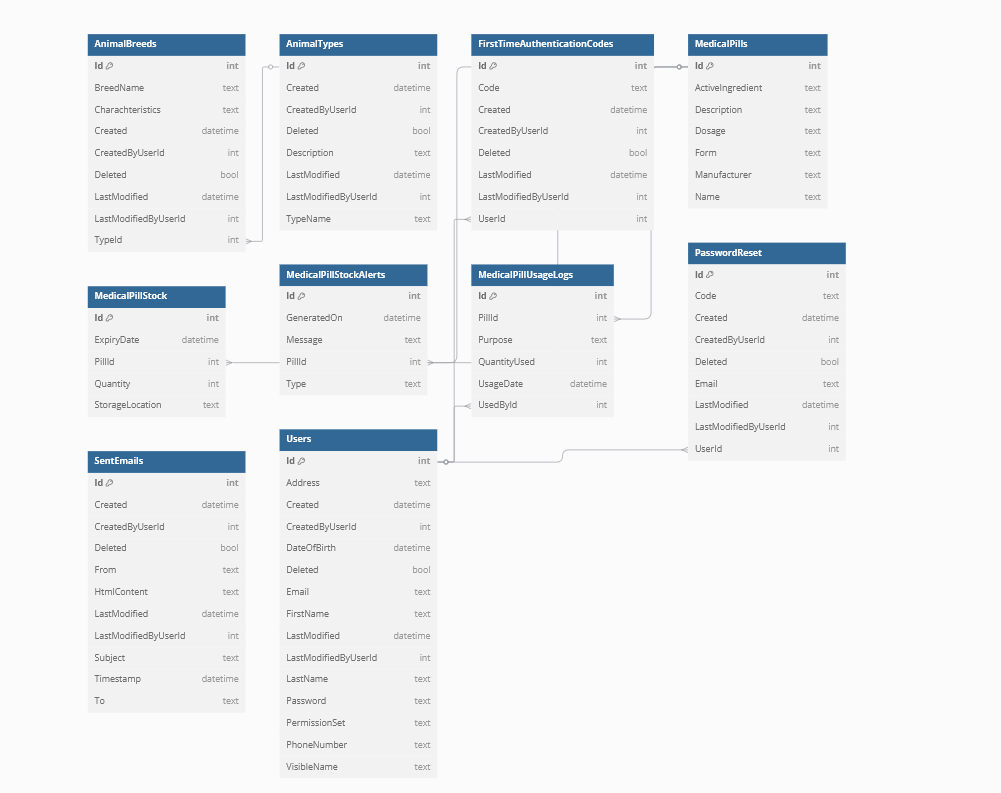 AnimalBreeds
Id int
BreedName text
Charachteristics text
Created datetime
CreatedByUserId int
Deleted bool
LastModified datetime
LastModifiedByUserId int
TypeId int
AnimalTypes
Id int
Created datetime
CreatedByUserId int
Deleted bool
Description text
LastModified datetime
LastModifiedByUserId int
TypeName text
FirstTimeAuthenticationCodes
Id int
Code text
Created datetime
CreatedByUserId int
Deleted bool
LastModified datetime
LastModifiedByUserId int
UserId int
MedicalPills
Id int
ActiveIngredient text
Description text
Dosage text
Form text
Manufacturer text
Name text
MedicalPillStock
Id int
ExpiryDate datetime
PillId int
Quantity int
StorageLocation text
MedicalPillStockAlerts
Id int
GeneratedOn datetime
Message text
PillId int
Type text
MedicalPillUsageLogs
Id int
PillId int
Purpose text
QuantityUsed int
UsageDate datetime
UsedById int
PasswordReset
Id int
Code text
Created datetime
CreatedByUserId int
Deleted bool
Email text
LastModified datetime
LastModifiedByUserId int
UserId int
SentEmails
Id int
Created datetime
CreatedByUserId int
Deleted bool
From text
HtmlContent text
LastModified datetime
LastModifiedByUserId int
Subject text
Timestamp datetime
To text
Users
Id int
Address text
Created datetime
CreatedByUserId int
DateOfBirth datetime
Deleted bool
Email text
FirstName text
LastModified datetime
LastModifiedByUserId int
LastName text
Password text
PermissionSet text
PhoneNumber text
VisibleName text